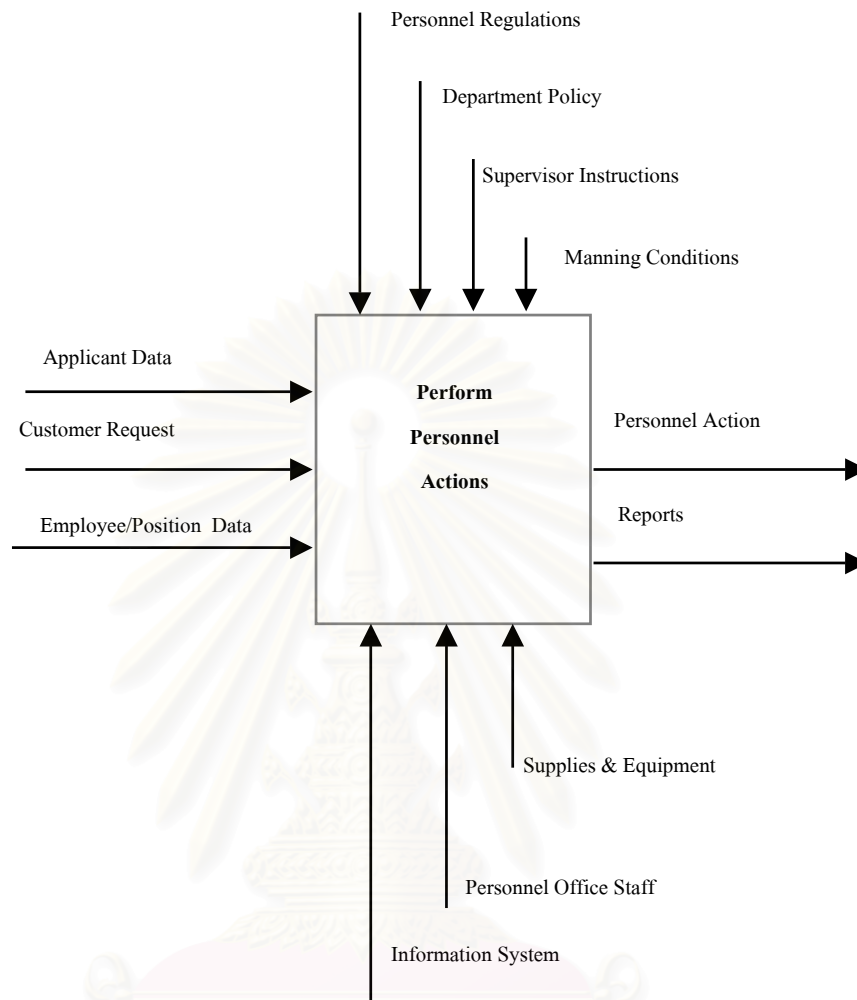 Personnel Regulations
Department Policy
Supervisor Instructions
Manning Conditions
Applicant Data
Customer Request
Employee/Position Data
Perform
Personnel
Actions
Personnel Action
Reports
Supplies & Equipment
Personnel Office Staff
Information System